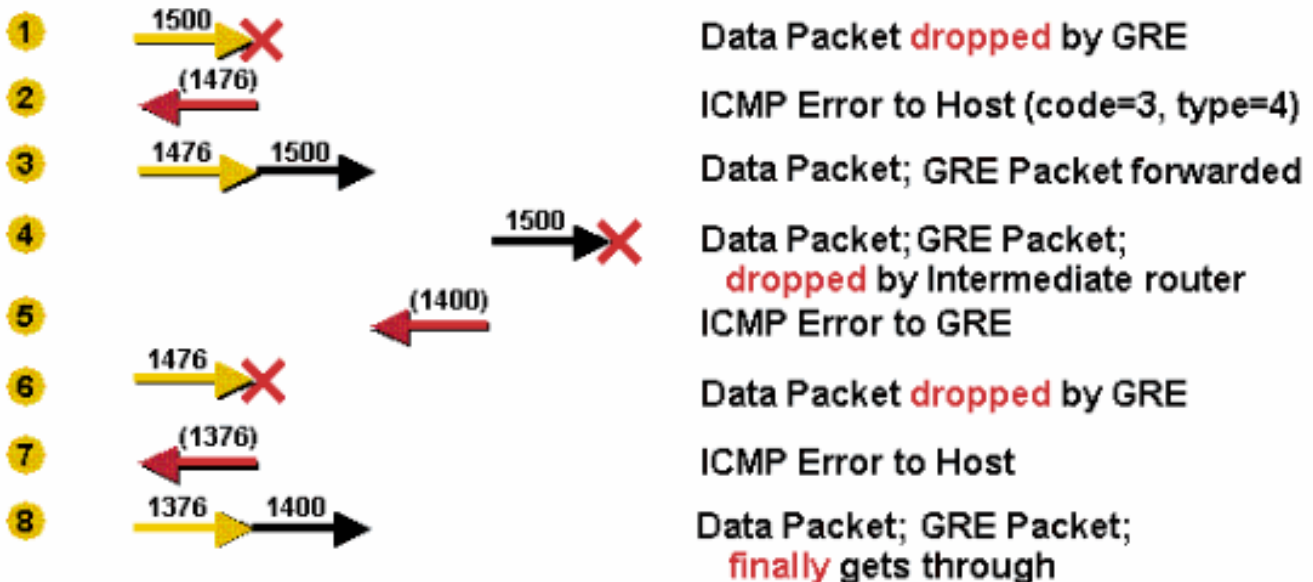 1 1500 Data Packet dropped by GRE
2 (1476) ICMP Error to Host (code=3, type=4)
3 1476 1500 Data Packet; GRE Packet forwarded
4 1500 Data Packet; GRE Packet;
dropped by Intermediate router
5 (1400) ICMP Error to GRE
6 1476 Data Packet dropped by GRE
7 (1376) ICMP Error to Host
8 1376 1400 Data Packet; GRE Packet;
finally gets through